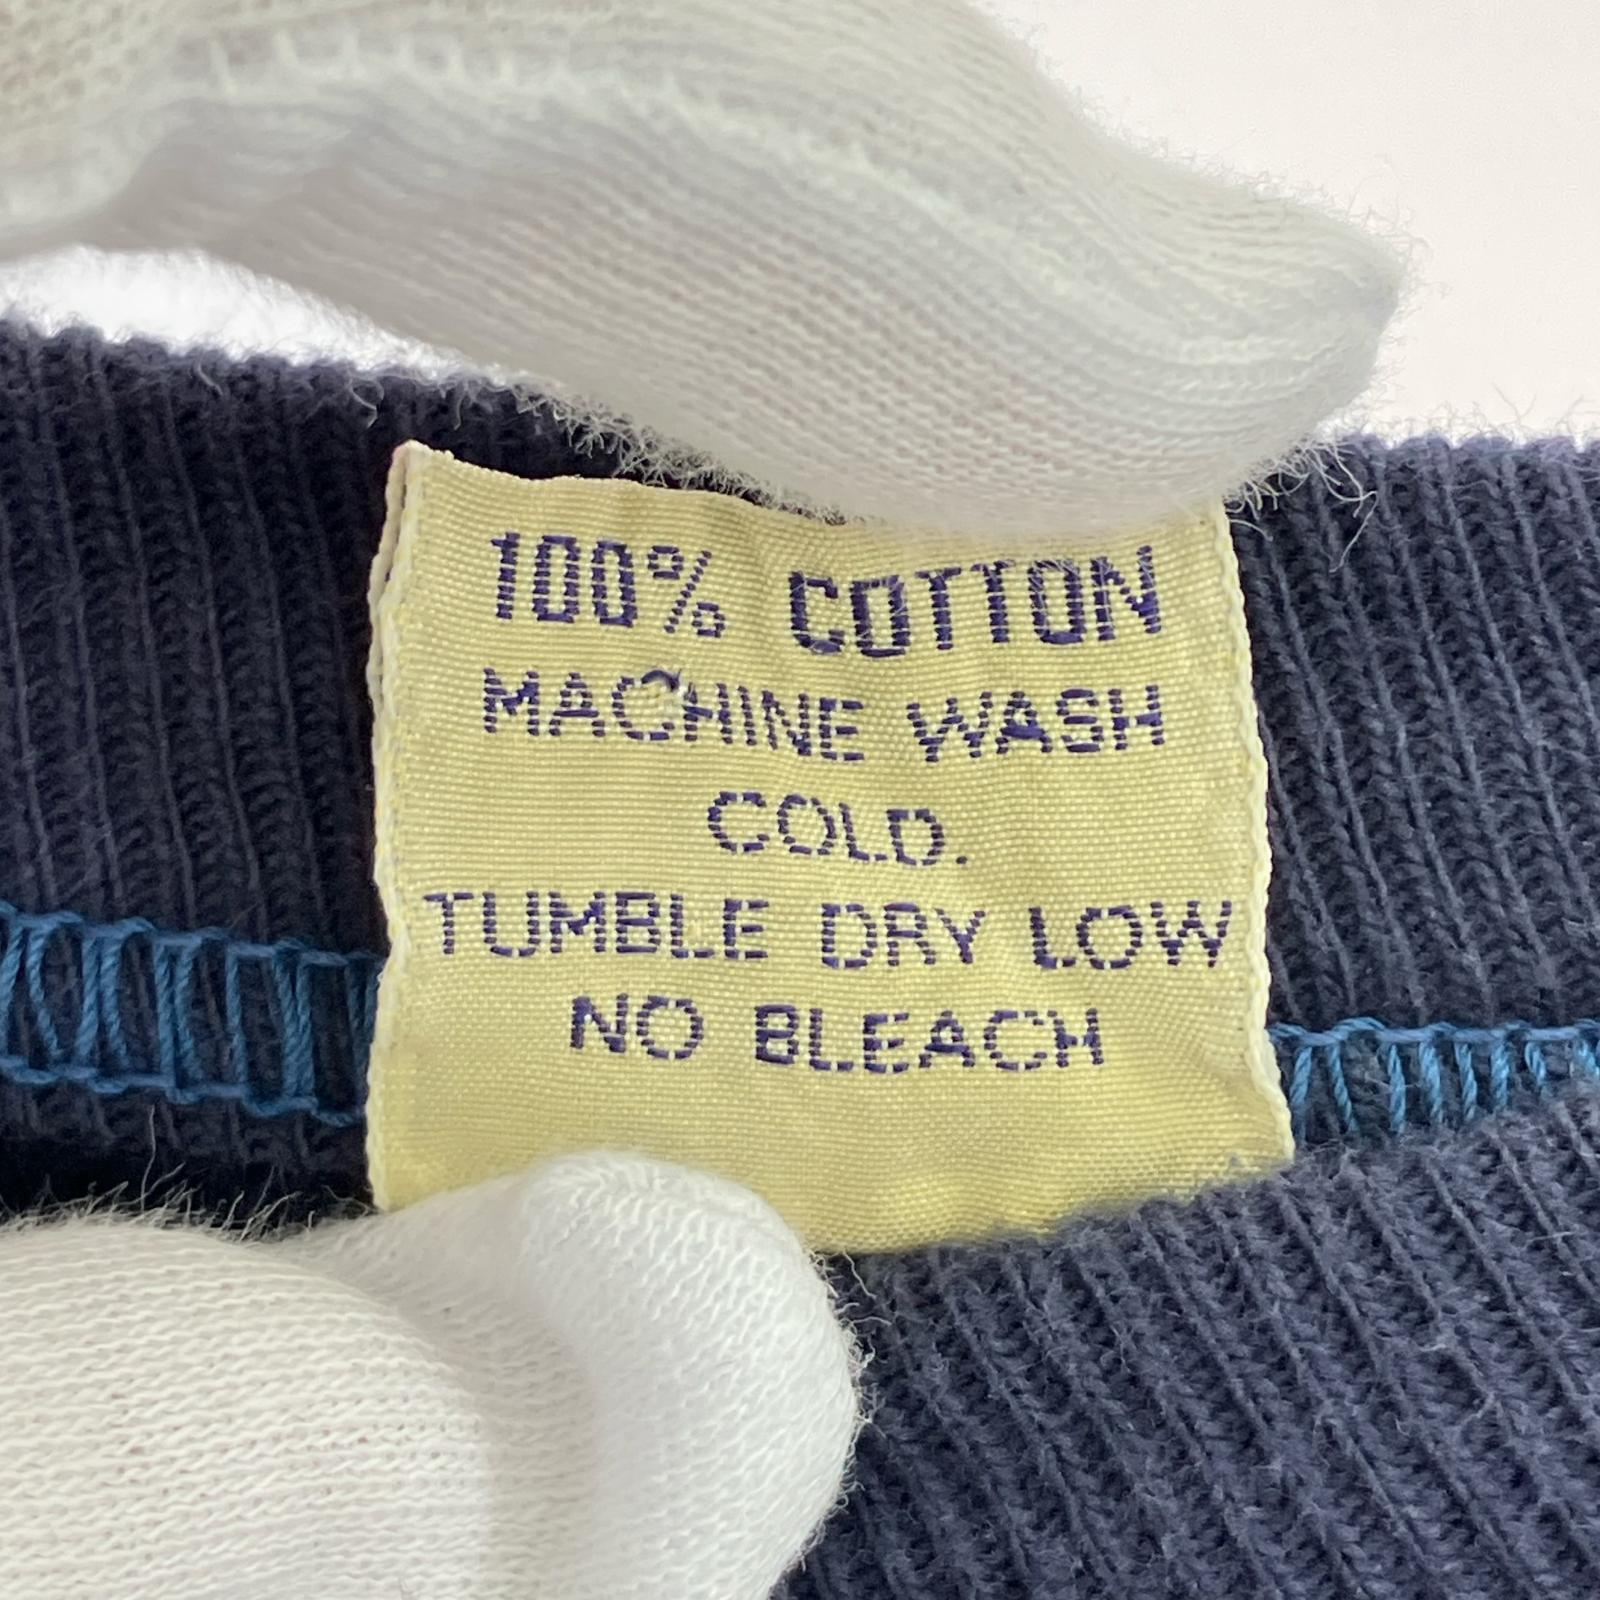 100% COTTON
MACHINE WASH
COLD.
TUMBLE DRY LOW
NO BLEACH